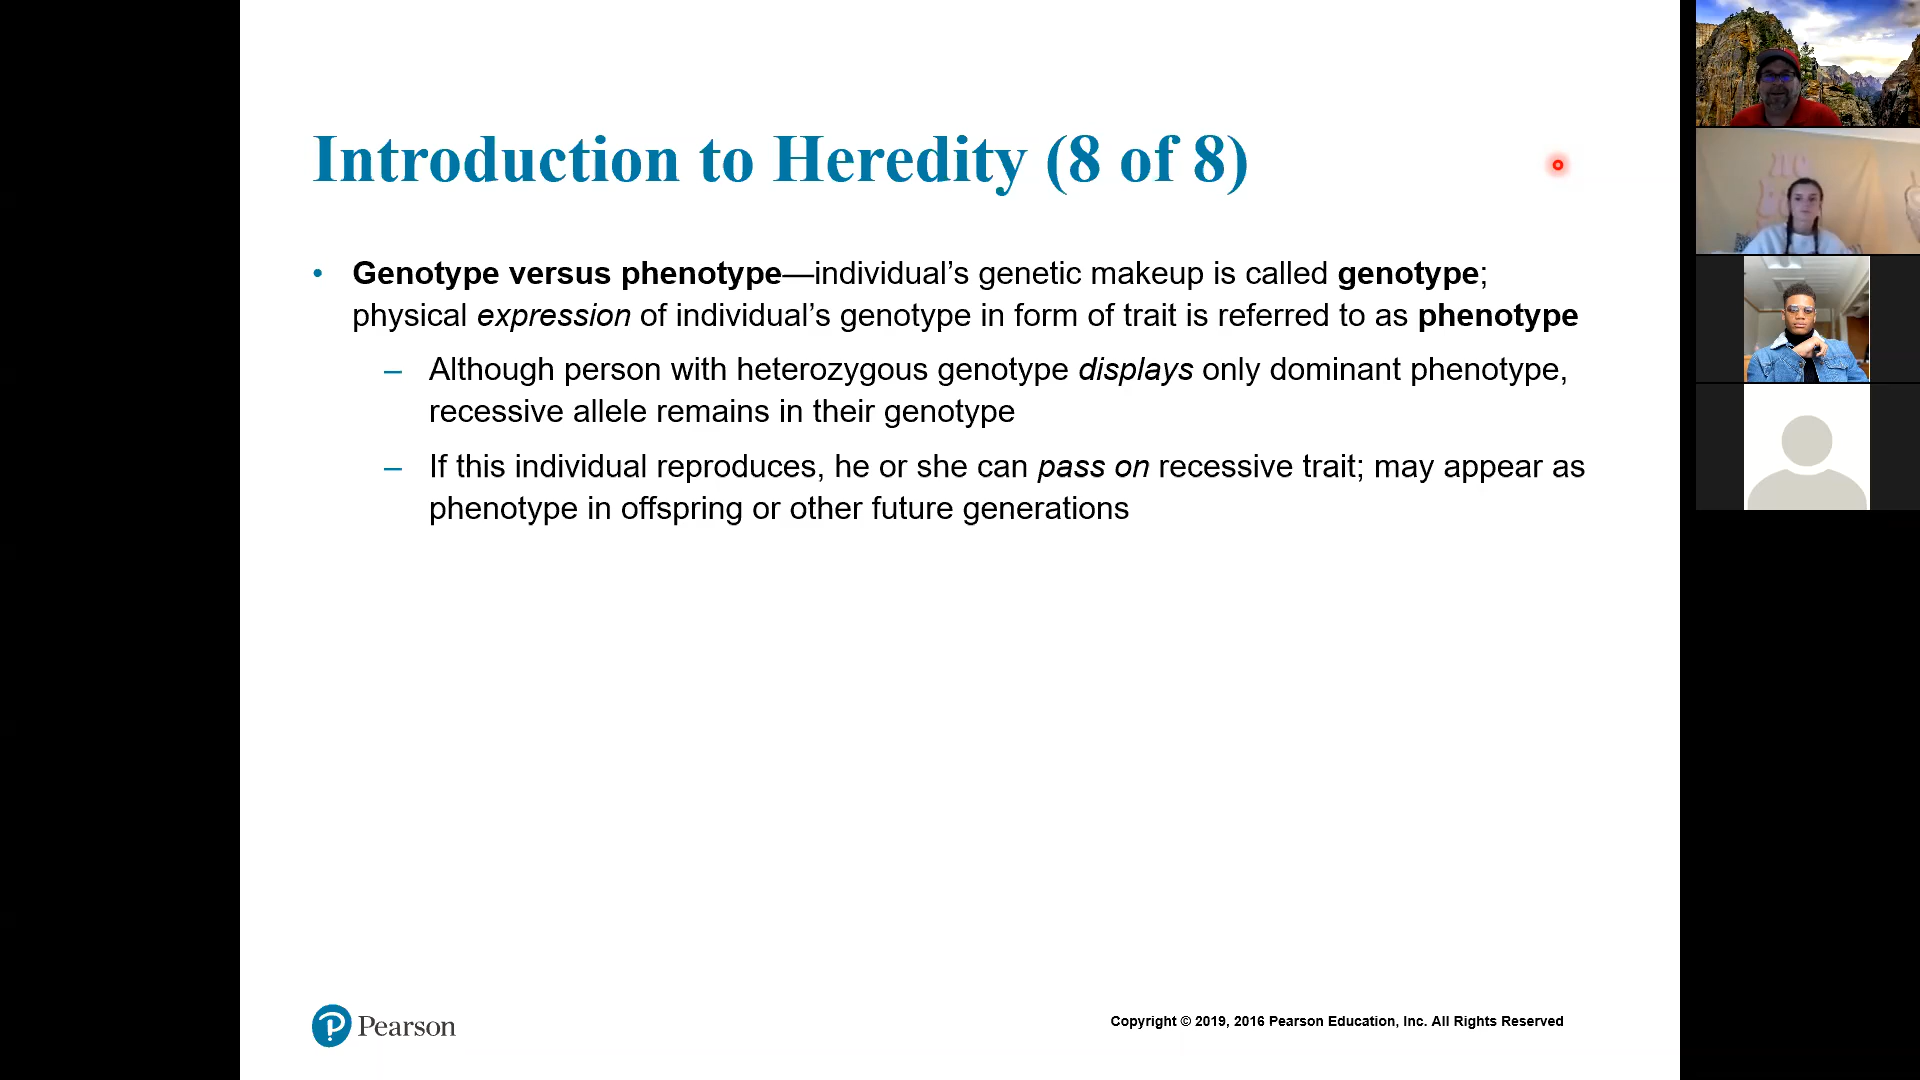 Introduction to Heredity (8 of 8)
• Genotype versus phenotype—individual’s genetic makeup is called genotype;
physical expression of individual’s genotype in form of trait is referred to as phenotype
– Although person with heterozygous genotype displays only dominant phenotype,
recessive allele remains in their genotype
– If this individual reproduces, he or she can pass on recessive trait; may appear as
phenotype in offspring or other future generations
Pearson
Copyright © 2019, 2016 Pearson Education, Inc. All Rights Reserved